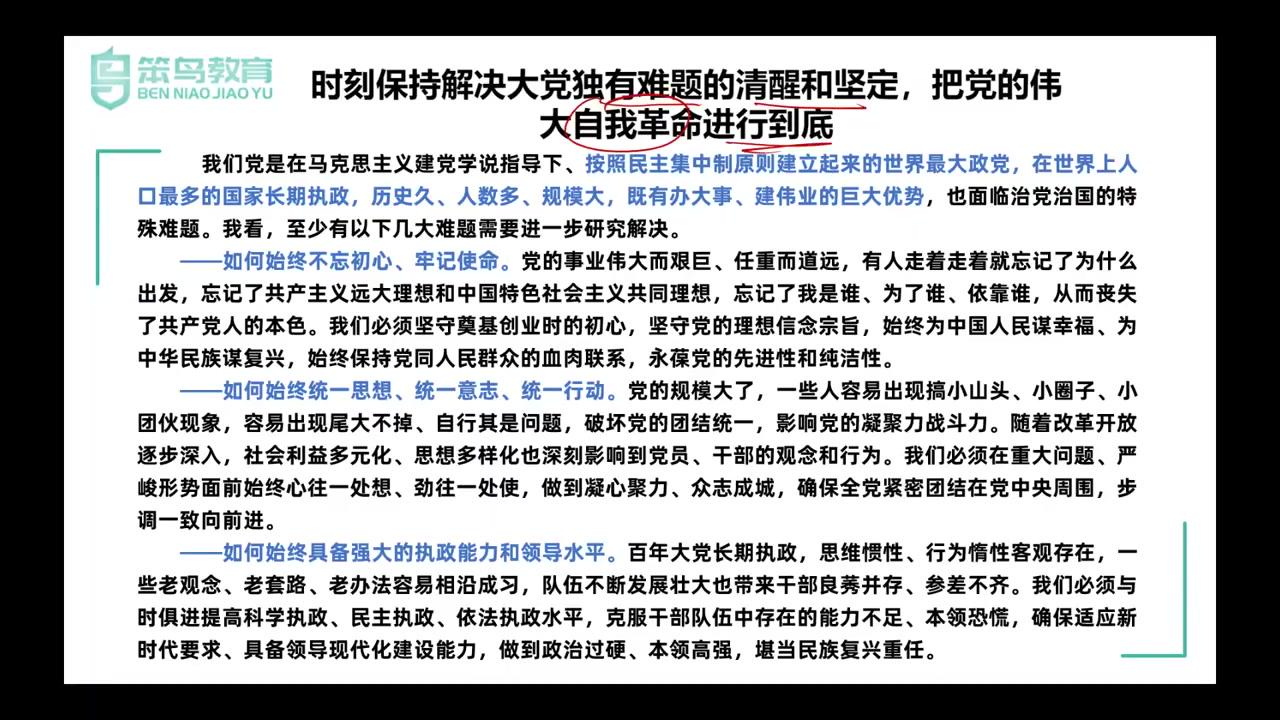 笨鸟教育
BEN NIAO JIAO YU
时刻保持解决大党独有难题的清醒和坚定，把党的伟
大自我革命进行到底
我们党是在马克思主义建党学说指导下、按照民主集中制原则建立起来的世界最大政党，在世界上人
口最多的国家长期执政，历史久、人数多、规模大，既有办大事、建伟业的巨大优势，也面临治党治国的特
殊难题。我看，至少有以下几大难题需要进一步研究解决。
——如何始终不忘初心、牢记使命。党的事业伟大而艰巨、任重而道远，有人走着走着就忘记了为什么
出发，忘记了共产主义远大理想和中国特色社会主义共同理想，忘记了我是谁、为了谁、依靠谁，从而丧失
了共产党人的本色。我们必须坚守奠基创业时的初心，坚守党的理想信念宗旨，始终为中国人民谋幸福、为
中华民族谋复兴，始终保持党同人民群众的血肉联系，永葆党的先进性和纯洁性。
——如何始终统一思想、统一意志、统一行动。党的规模大了，一些人容易出现搞小山头、小圈子、小
团伙现象，容易出现尾大不掉、自行其是问题，破坏党的团结统一，影响党的凝聚力战斗力。随着改革开放
逐步深入，社会利益多元化、思想多样化也深刻影响到党员、干部的观念和行为。我们必须在重大问题、严
峻形势面前始终心往一处想、劲往一处使，做到凝心聚力、众志成城，确保全党紧密团结在党中央周围，步
调一致向前进。
——如何始终具备强大的执政能力和领导水平。百年大党长期执政，思维惯性、行为惰性客观存在，一
些老观念、老套路、老办法容易相沿成习，队伍不断发展壮大也带来干部良莠并存、参差不齐。我们必须与
时俱进提高科学执政、民主执政、依法执政水平，克服干部队伍中存在的能力不足、本领恐慌，确保适应新
时代要求、具备领导现代化建设能力，做到政治过硬、本领高强，堪当民族复兴重任。